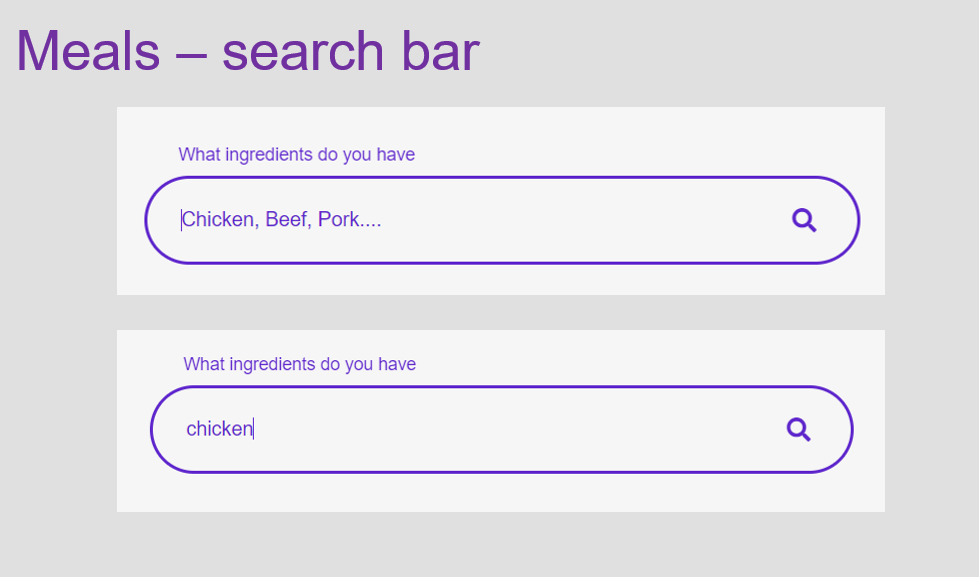 Meals – search bar
What ingredients do you have
Chicken, Beef, Pork....
What ingredients do you have
chicken